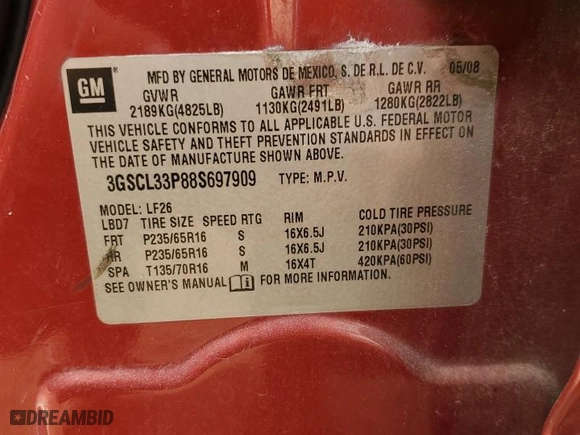 GM
MFD BY GENERAL MOTORS DE MEXICO, S. DE R.L. DE C.V. 05/08
GVWR GAWR FRT GAWR RR
2189KG(4825LB) 1130KG(2491LB) 1280KG(2822LB)
THIS VEHICLE CONFORMS TO ALL APPLICABLE U.S. FEDERAL MOTOR
VEHICLE SAFETY AND THEFT PREVENTION STANDARDS IN EFFECT ON
THE DATE OF MANUFACTURE SHOWN ABOVE.
3GSCL33P88S697909 TYPE: M.P.V.
MODEL: LF26
LBD7 TIRE SIZE SPEED RTG RIM COLD TIRE PRESSURE
FRT P235/65R16 S 16X6.5J 210KPA(30PSI)
RR P235/65R16 S 16X6.5J 210KPA(30PSI)
SPA T135/70R16 M 16X4T 420KPA(60PSI)
SEE OWNER'S MANUAL FOR MORE INFORMATION.
DREAMBID